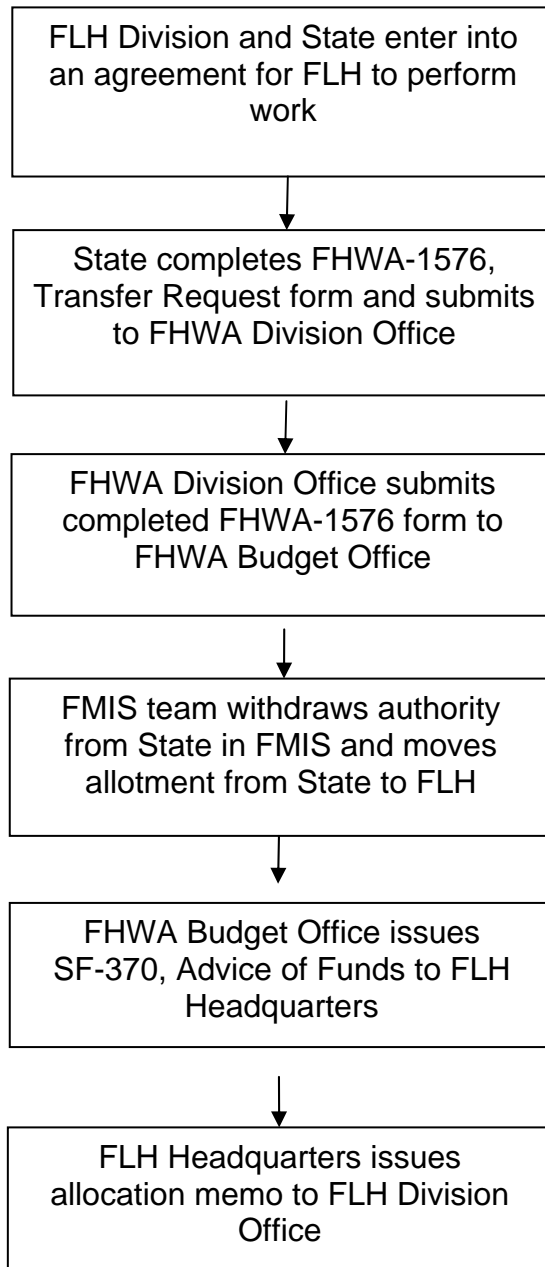 FLH Division and State enter into
an agreement for FLH to perform
work
State completes FHWA-1576,
Transfer Request form and submits
to FHWA Division Office
FHWA Division Office submits
completed FHWA-1576 form to
FHWA Budget Office
FMIS team withdraws authority
from State in FMIS and moves
allotment from State to FLH
FHWA Budget Office issues
SF-370, Advice of Funds to FLH
Headquarters
FLH Headquarters issues
allocation memo to FLH Division
Office